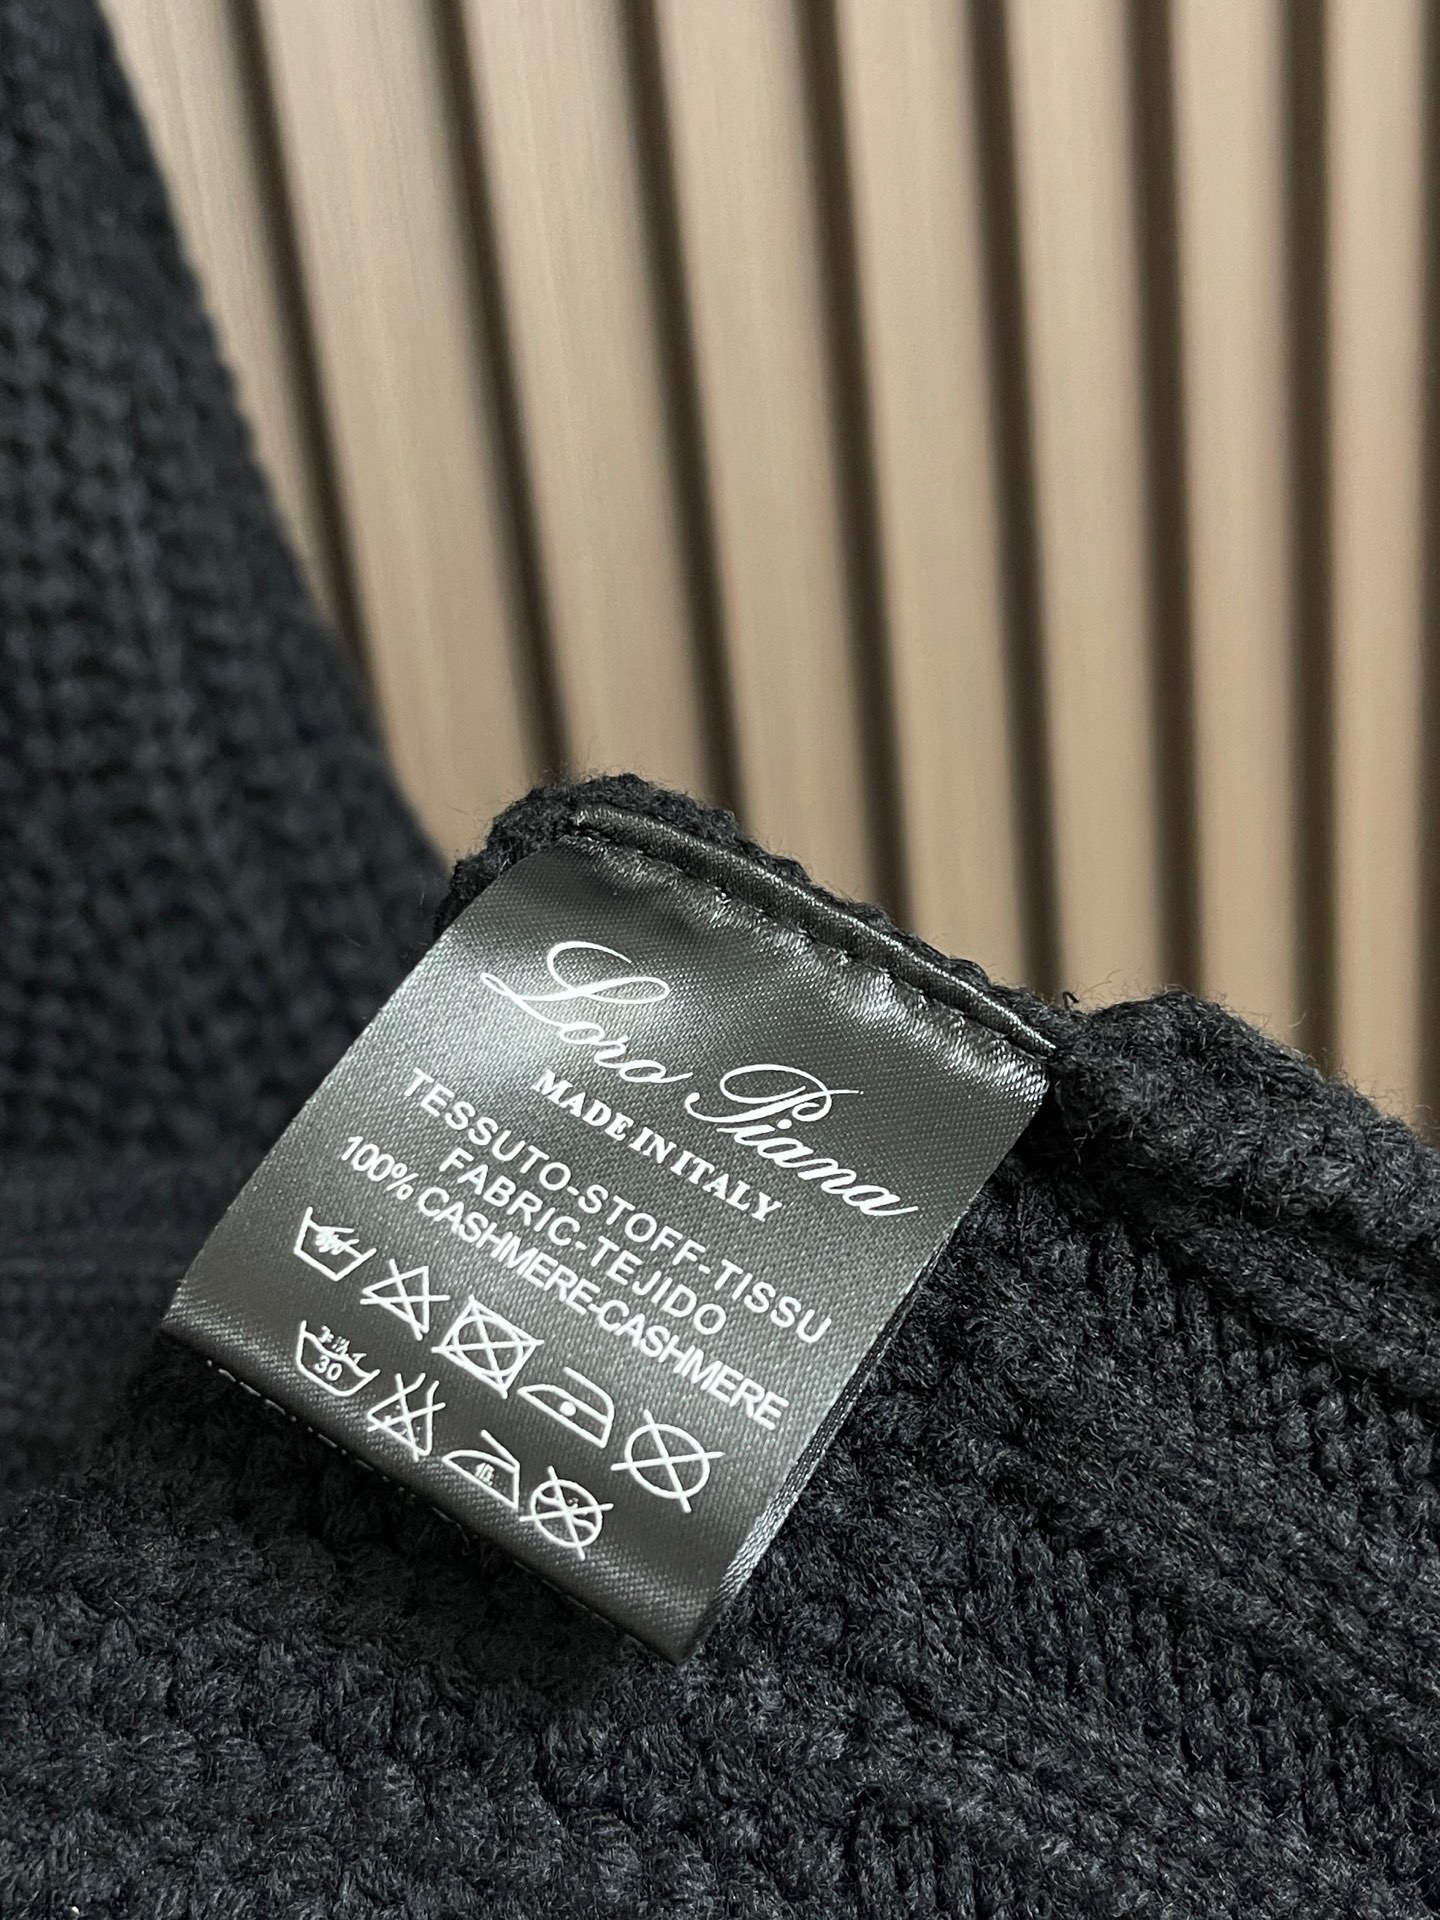 Loro Piana
MADE IN ITALY
TESSUTO-STOFF-TISSU
FABRIC-TEJIDO
100% CASHMERE-CASHMERE
30